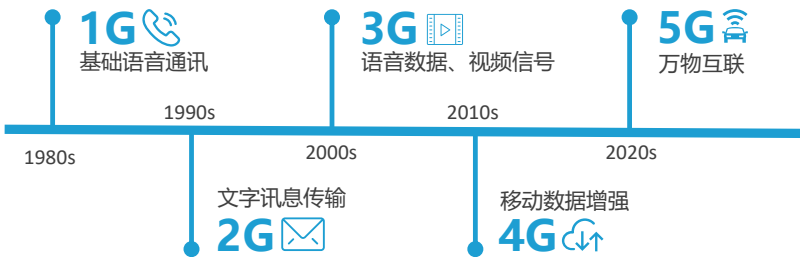 1G
基础语音通讯
3G
语音数据、视频信号
5G
万物互联
1990s
2010s
1980s
2000s
2020s
文字讯息传输
2G
移动数据增强
4G